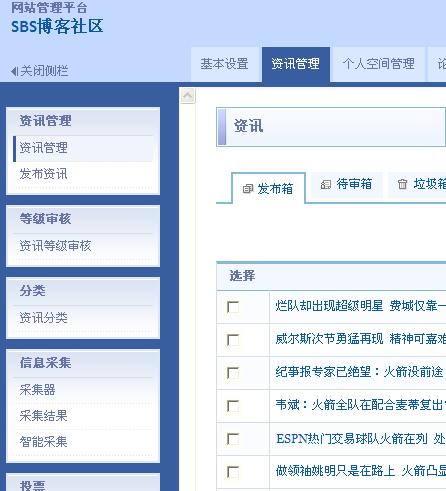 网站管理平台
SBS博客社区
关闭侧栏
基本设置 资讯管理 个人空间管理
资讯管理
资讯管理
发布资讯
等级审核
资讯等级审核
分类
资讯分类
信息采集
采集器
采集结果
智能采集
投票
资讯
发布箱 待审箱 垃圾箱
选择
烂队却出现超级明星 费城仅靠一
威尔斯次节勇猛再现 精神可嘉难
纪事报专家已绝望：火箭没前途
韦斌：火箭全队在配合麦蒂复出
ESPN热门交易球队火箭在列 处
做领袖姚明只是在路上 火箭凸显